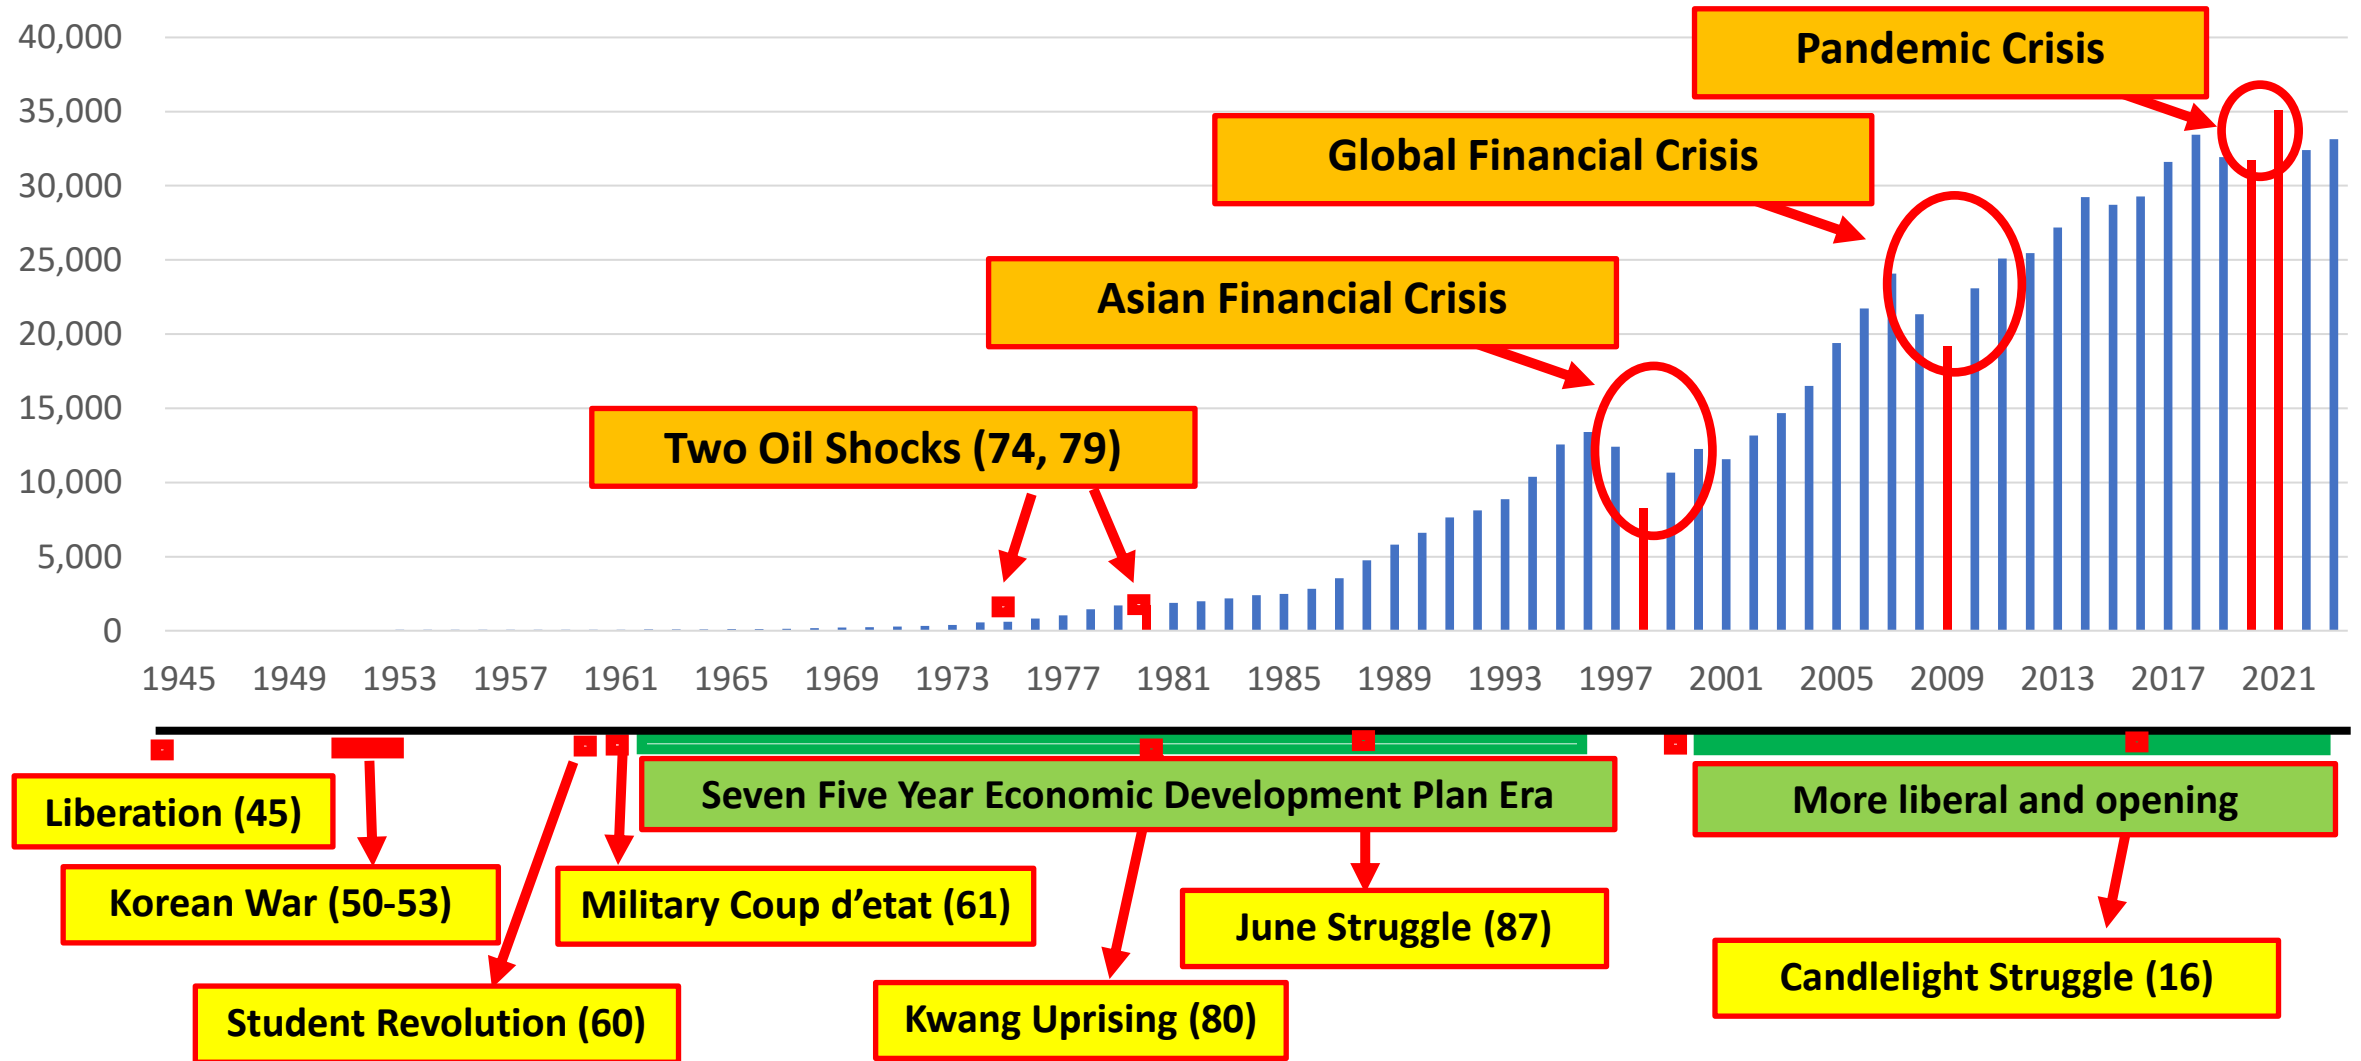 40,000
35,000
30,000
25,000
20,000
15,000
10,000
5,000
0
Pandemic Crisis
Global Financial Crisis
Asian Financial Crisis
Two Oil Shocks (74, 79)
1945 1949 1953 1957 1961 1965 1969 1973 1977 1981 1985 1989 1993 1997 2001 2005 2009 2013 2017 2021
Seven Five Year Economic Development Plan Era
More liberal and opening
Liberation (45)
Korean War (50-53)
Military Coup d’etat (61)
June Struggle (87)
Candlelight Struggle (16)
Student Revolution (60)
Kwang Uprising (80)